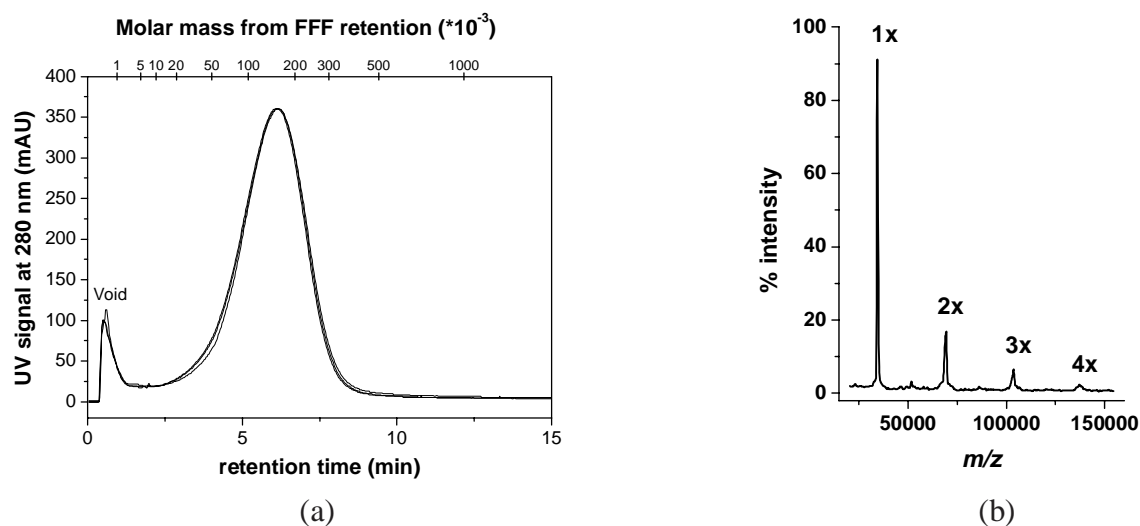 Molar mass from FFF retention (*10-3)
1 5 10 20 50 100 200 300 500 1000
400
350
300
250
200
150
100
50
0
UV signal at 280 nm (mAU)
Void
0 5 10 15
retention time (min)
(a)
100
80
60
40
20
0
% intensity
1x
2x
3x
4x
50000 100000 150000
m/z
(b)